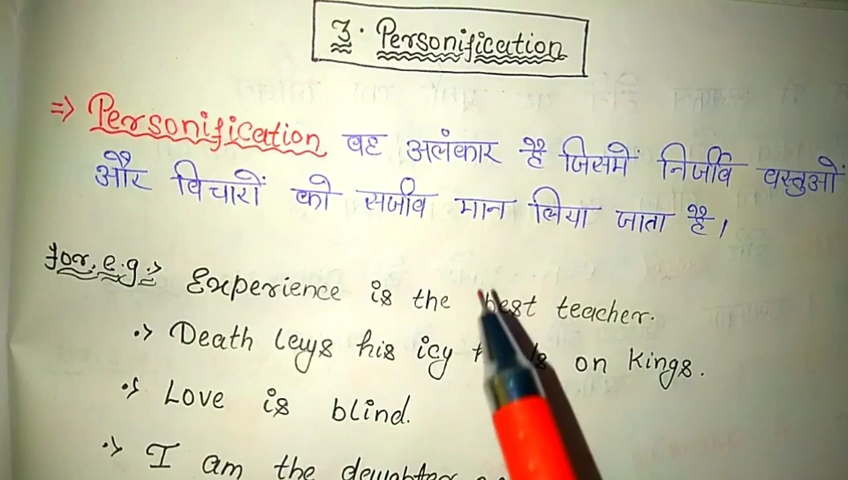 3. Personification
=> Personification वह अलंकार है जिसमें निर्जीव वस्तुओं
और विचारों को सजीव मान लिया जाता है।
for, e.g :> Experience is the best teacher.
•> Death leys his icy on Kings.
•> Love is blind.
•> I am the